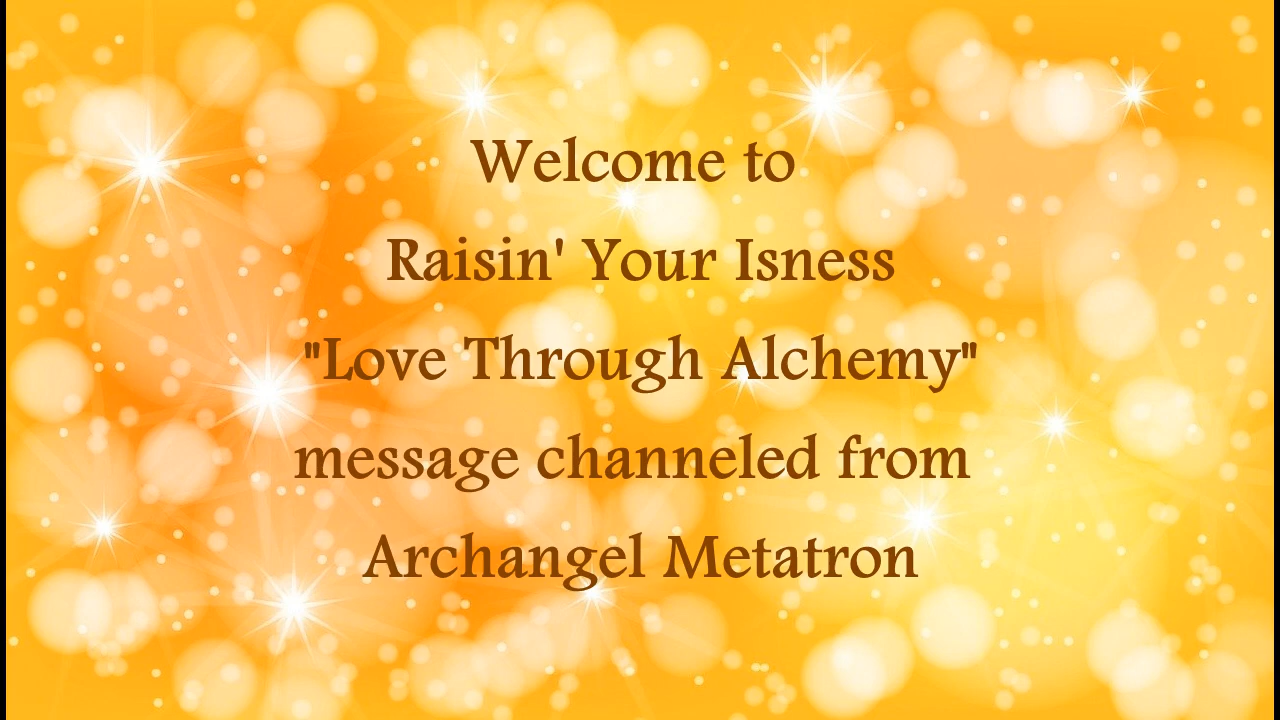 Welcome to
Raisin' Your Isness
"Love Through Alchemy"
message channeled from
Archangel Metatron